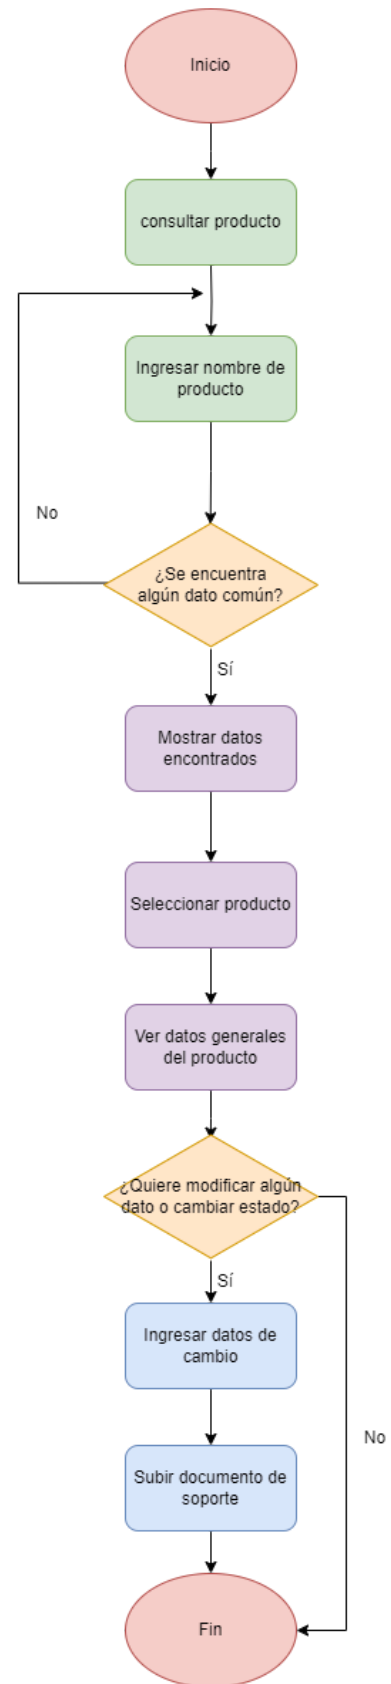 Inicio
consultar producto
Ingresar nombre de
producto
No
¿Se encuentra
algún dato común?
Sí
Mostrar datos
encontrados
Seleccionar producto
Ver datos generales
del producto
¿Quiere modificar algún
dato o cambiar estado?
Sí
Ingresar datos de
cambio
No
Subir documento de
soporte
Fin